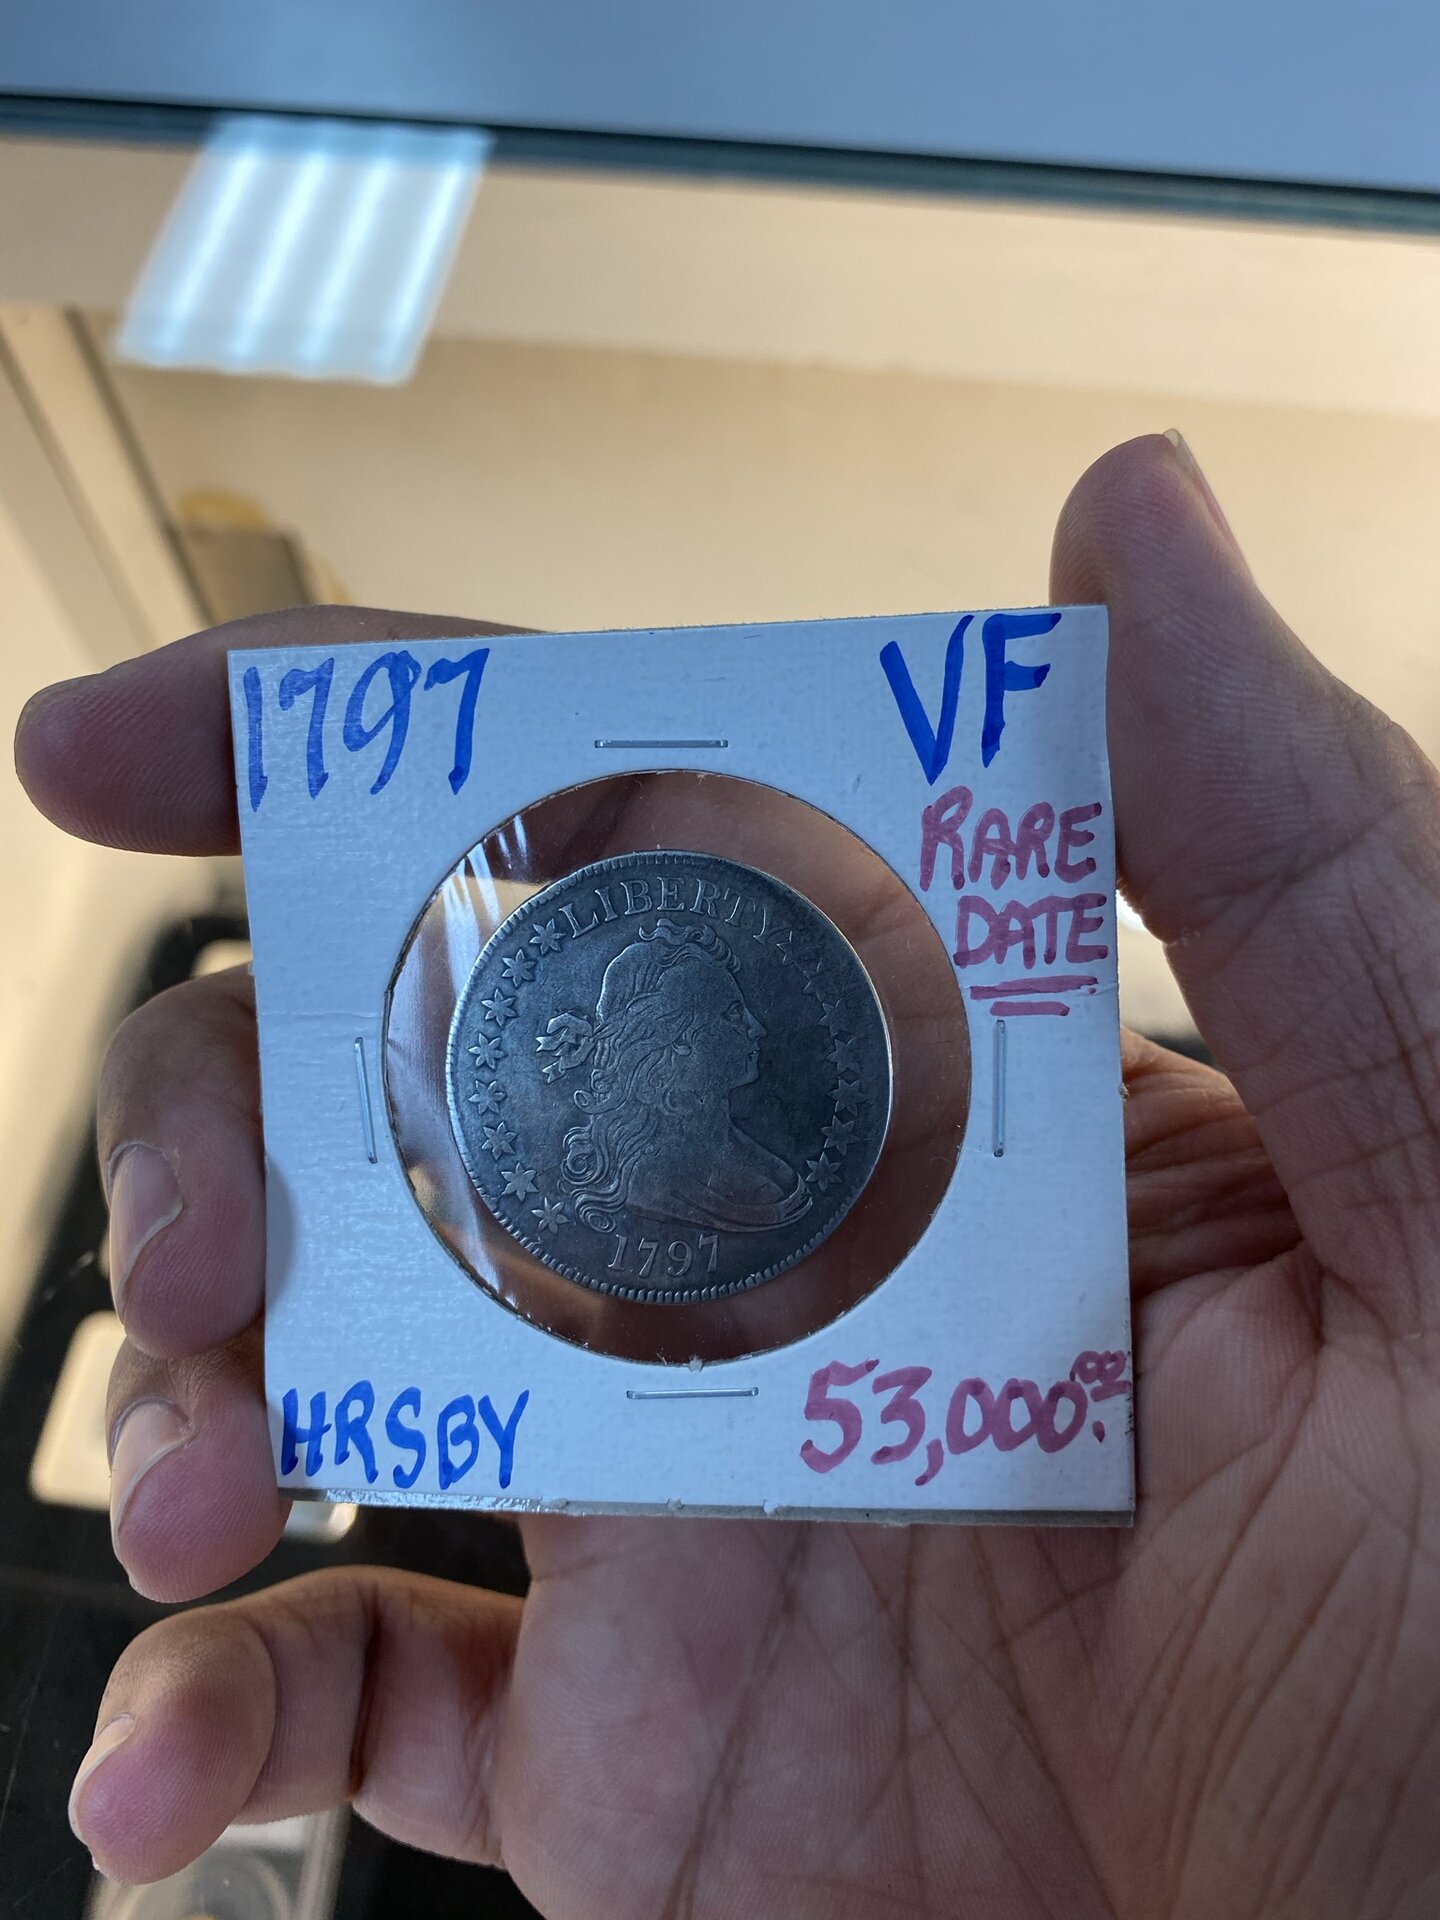 1797
VF
RARE
DATE
LIBERTY
1797
HRSBY
53,000.00